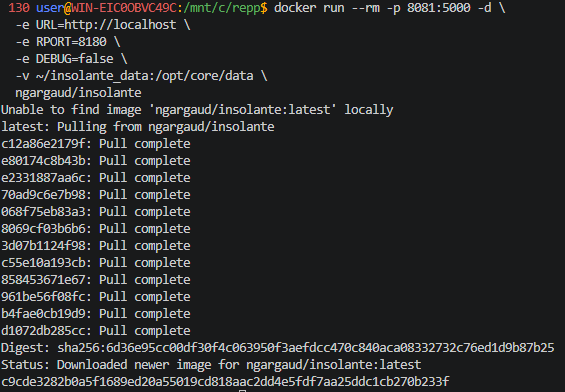 130 user@WIN-EIC0OBVC49C:/mnt/c/repp$ docker run --rm -p 8081:5000 -d \
-e URL=http://localhost \
-e RPORT=8180 \
-e DEBUG=false \
-v ~/insolante_data:/opt/core/data \
ngargaud/insolante
Unable to find image 'ngargaud/insolante:latest' locally
latest: Pulling from ngargaud/insolante
c12a86e2179f: Pull complete
e80174c8b43b: Pull complete
e2331887aa6c: Pull complete
70ad9c6e7b98: Pull complete
068f75eb83a3: Pull complete
8069cf03b6b6: Pull complete
3d07b1124f98: Pull complete
c55e10a193cb: Pull complete
858453671e67: Pull complete
961be56f08fc: Pull complete
b4fae0cb19d9: Pull complete
d1072db285cc: Pull complete
Digest: sha256:6d36e95cc00df30f4c063950f3aefdcc470c840aca08332732c76ed1d9b87b25
Status: Downloaded newer image for ngargaud/insolante:latest
c9cde3282b0a5f1689ed20a55019cd818aac2dd4e5fdf7aa25ddc1cb270b233f